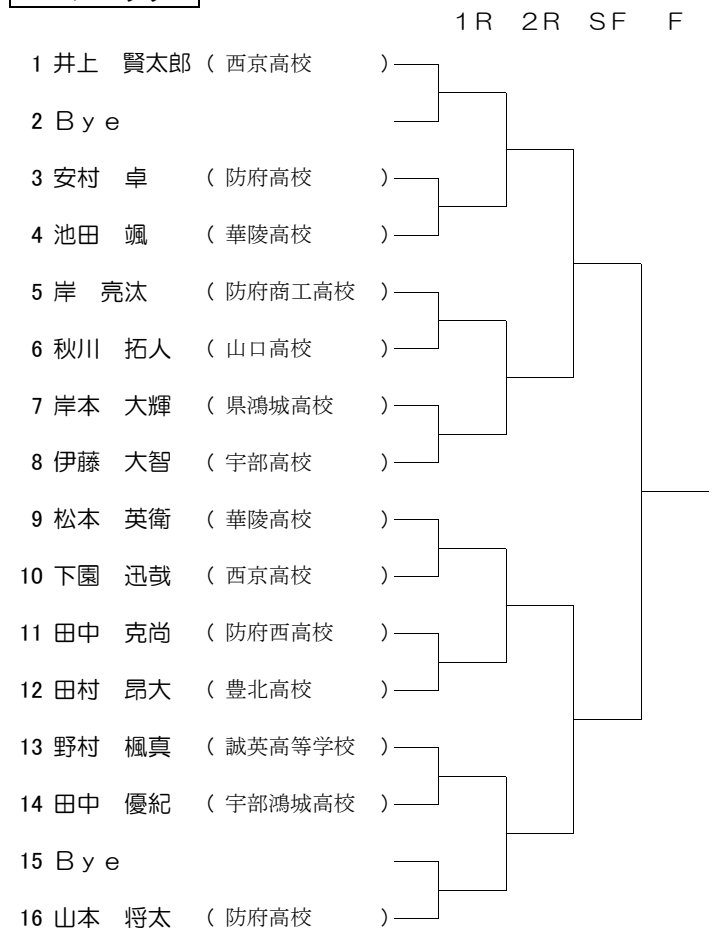 １Ｒ ２Ｒ ＳＦ Ｆ
1 井上　賢太郎 （ 西京高校 ）
2 Ｂｙｅ
3 安村　卓 （ 防府高校 ）
4 池田　颯 （ 華陵高校 ）
5 岸　亮汰 （ 防府商工高校 ）
6 秋川　拓人 （ 山口高校 ）
7 岸本　大輝 （ 県鴻城高校 ）
8 伊藤　大智 （ 宇部高校 ）
9 松本　英衛 （ 華陵高校 ）
10 下園　迅哉 （ 西京高校 ）
11 田中　克尚 （ 防府西高校 ）
12 田村　昂大 （ 豊北高校 ）
13 野村　楓真 （ 誠英高等学校 ）
14 田中　優紀 （ 宇部鴻城高校 ）
15 Ｂｙｅ
16 山本　将太 （ 防府高校 ）